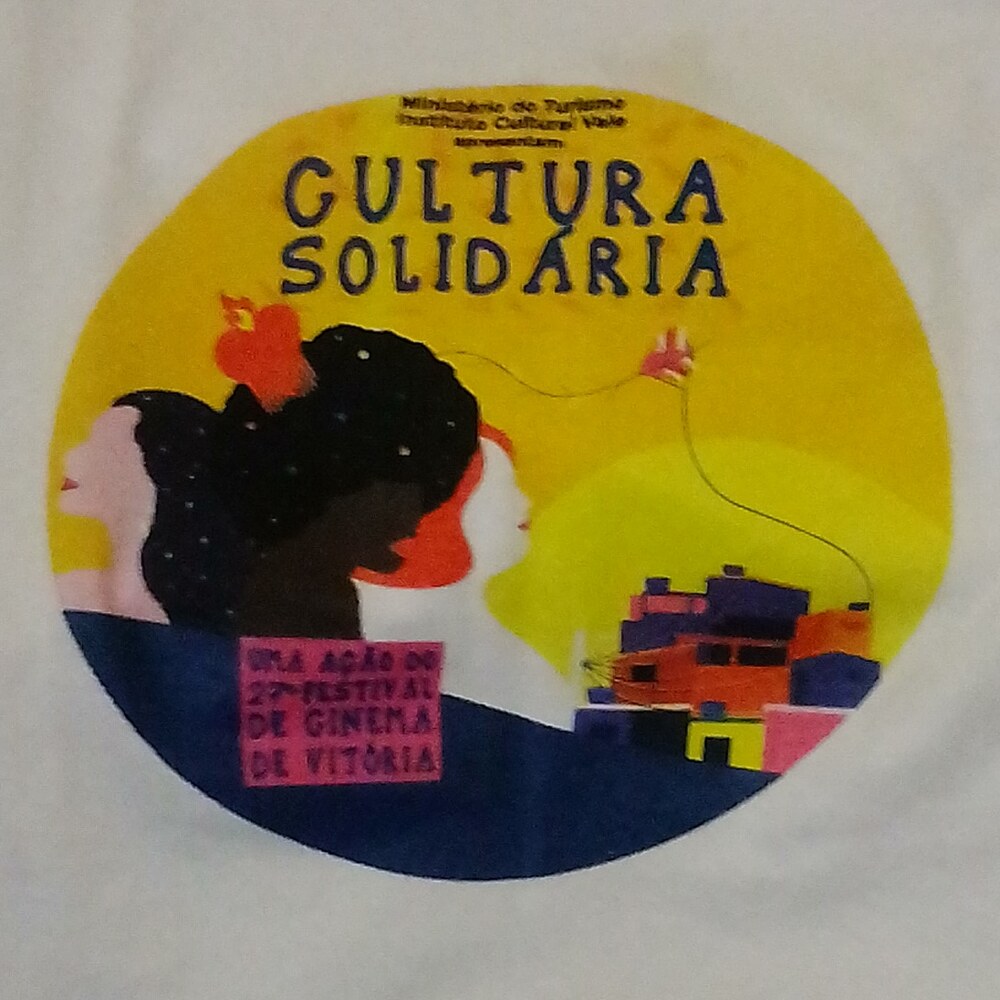 Ministério do Turismo
Instituto Cultural Vale
apresentam
CULTURA
SOLIDÁRIA
UMA AÇÃO DO
27º FESTIVAL
DE CINEMA
DE VITÓRIA